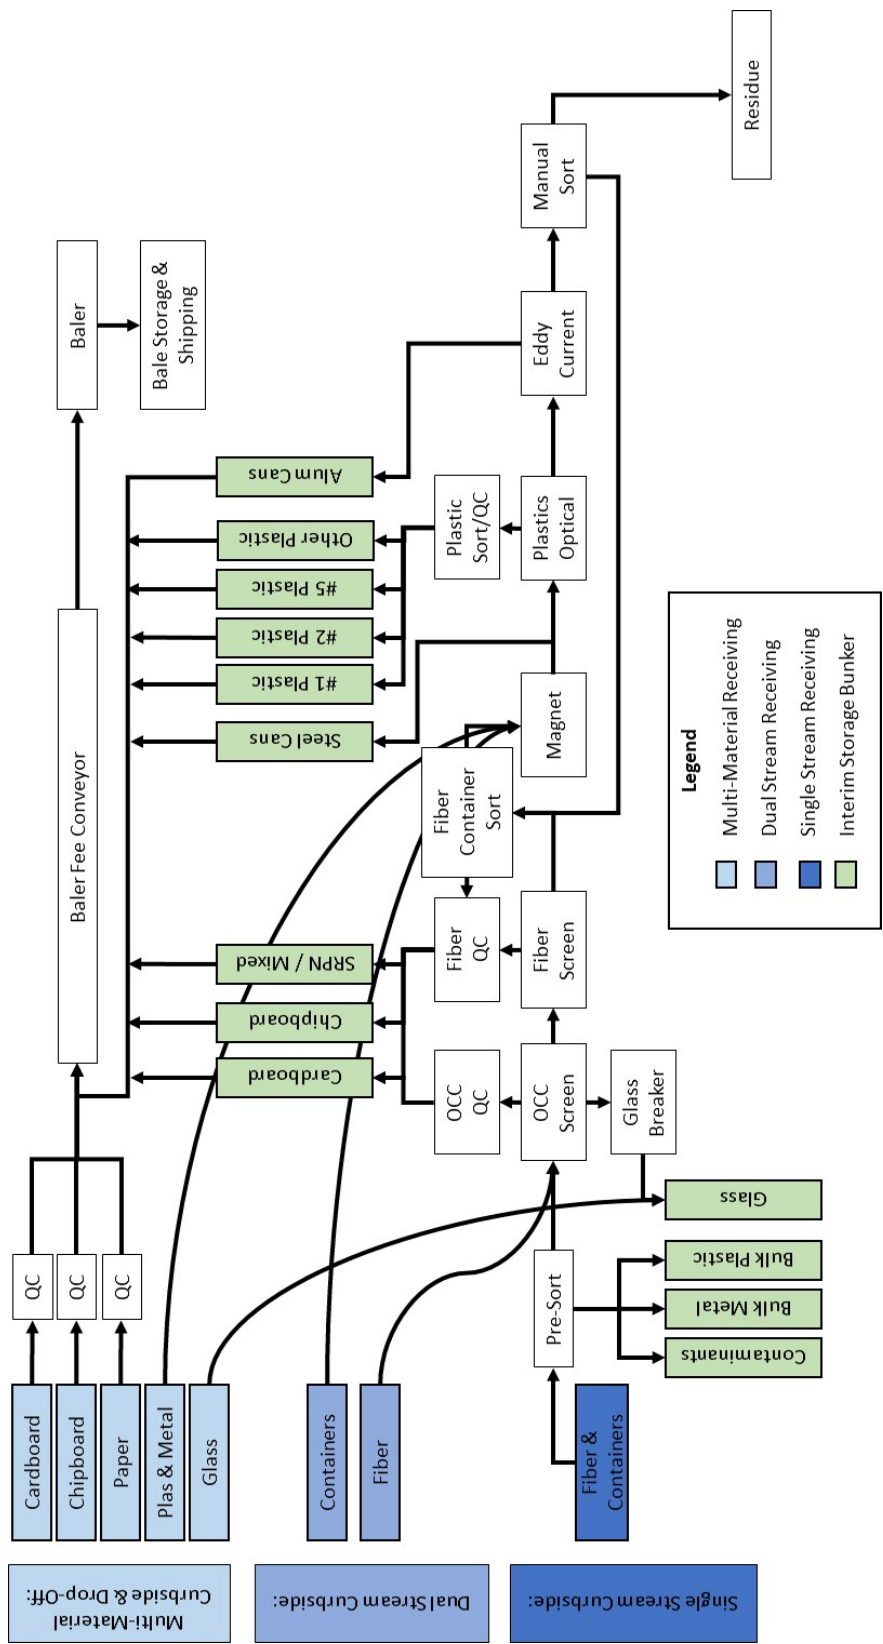 Multi-Material
Curbside & Drop-Off:
Cardboard
Chipboard
Paper
Plas & Metal
Glass
QC
QC
QC
Baler Fee Conveyor
Baler
Bale Storage &
Shipping
Dual Stream Curbside:
Containers
Fiber
Cardboard
Chipboard
SRPN / Mixed
Steel Cans
#1 Plastic
#2 Plastic
#5 Plastic
Other Plastic
Alum Cans
OCC
QC
Fiber
QC
Fiber
Container
Sort
Plastic
Sort/QC
Single Stream Curbside:
Fiber &
Containers
Pre-Sort
OCC
Screen
Fiber
Screen
Magnet
Plastics
Optical
Eddy
Current
Manual
Sort
Residue
Glass
Breaker
Contaminants
Bulk Metal
Bulk Plastic
Glass
Legend
Multi-Material Receiving
Dual Stream Receiving
Single Stream Receiving
Interim Storage Bunker